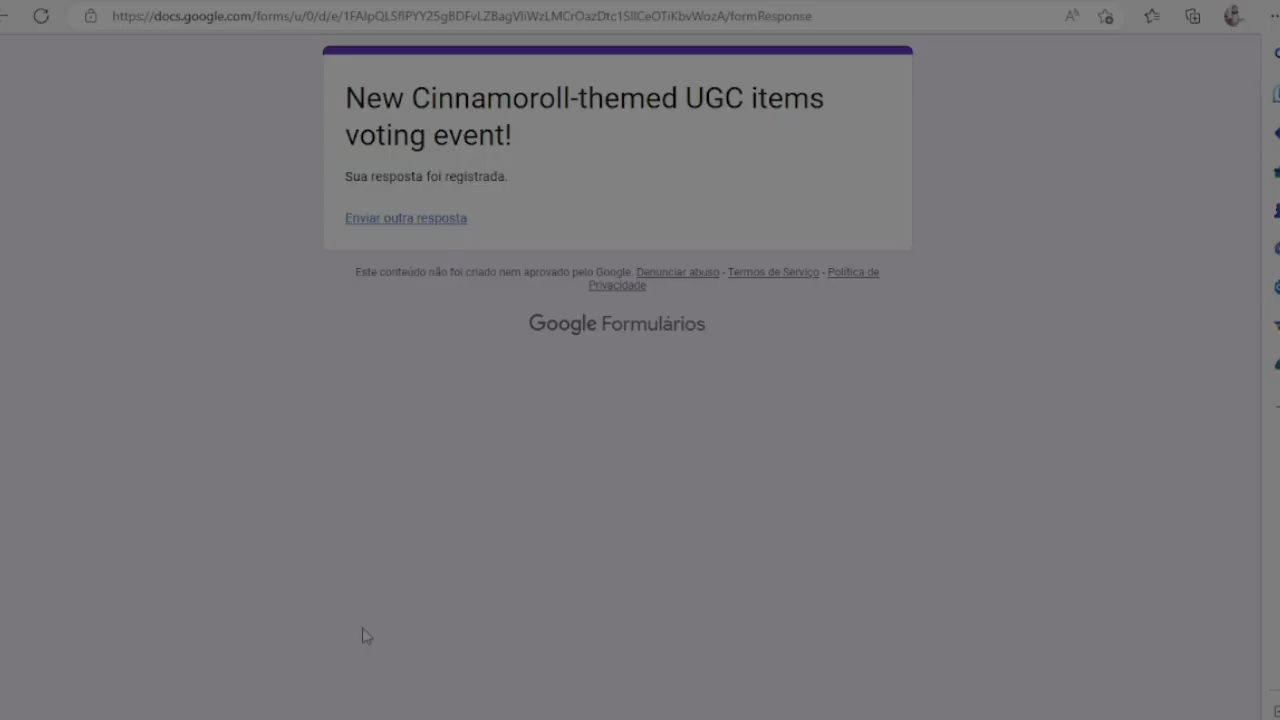 https://docs.google.com/forms/u/0/d/e/1FAIpQLSflPYY25gBDFvLZBagVliWzLMCrOazDtc1SlICeOTiKbvWozA/formResponse
New Cinnamoroll-themed UGC items
voting event!
Sua resposta foi registrada.
Enviar outra resposta
Este conteúdo não foi criado nem aprovado pelo Google. Denunciar abuso - Termos de Serviço - Política de
Privacidade
Google Formulários